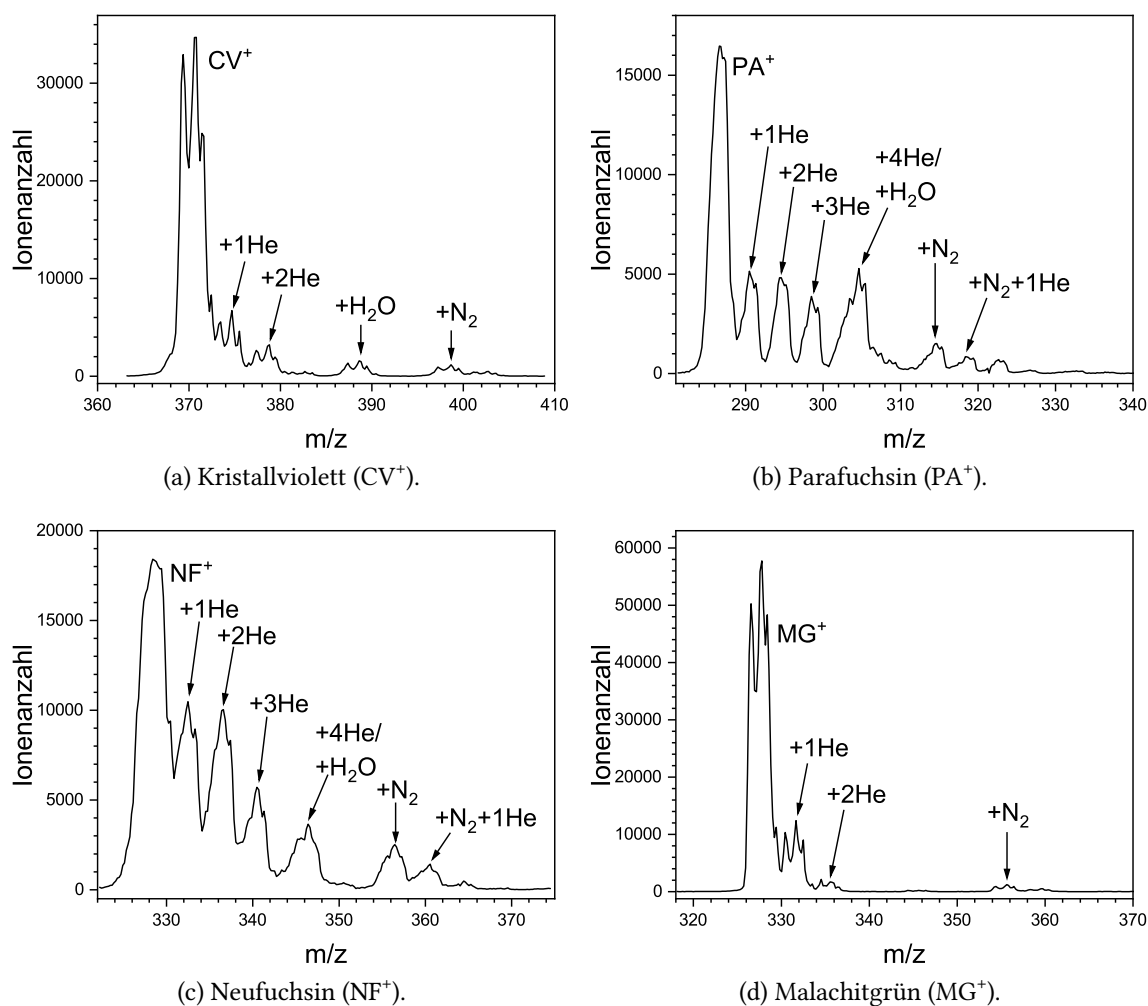 CV⁺
+1He
+2He
+H₂O
+N₂
Ionenanzahl
30000
20000
10000
0
360 370 380 390 400 410
m/z
(a) Kristallviolett (CV⁺).
PA⁺
+1He
+2He
+3He
+4He/
+H₂O
+N₂
+N₂+1He
Ionenanzahl
15000
10000
5000
0
290 300 310 320 330 340
m/z
(b) Parafuchsin (PA⁺).
NF⁺
+1He
+2He
+3He
+4He/
+H₂O
+N₂
+N₂+1He
Ionenanzahl
20000
15000
10000
5000
0
330 340 350 360 370
m/z
(c) Neufuchsin (NF⁺).
MG⁺
+1He
+2He
+N₂
Ionenanzahl
60000
50000
40000
30000
20000
10000
0
320 330 340 350 360 370
m/z
(d) Malachitgrün (MG⁺).